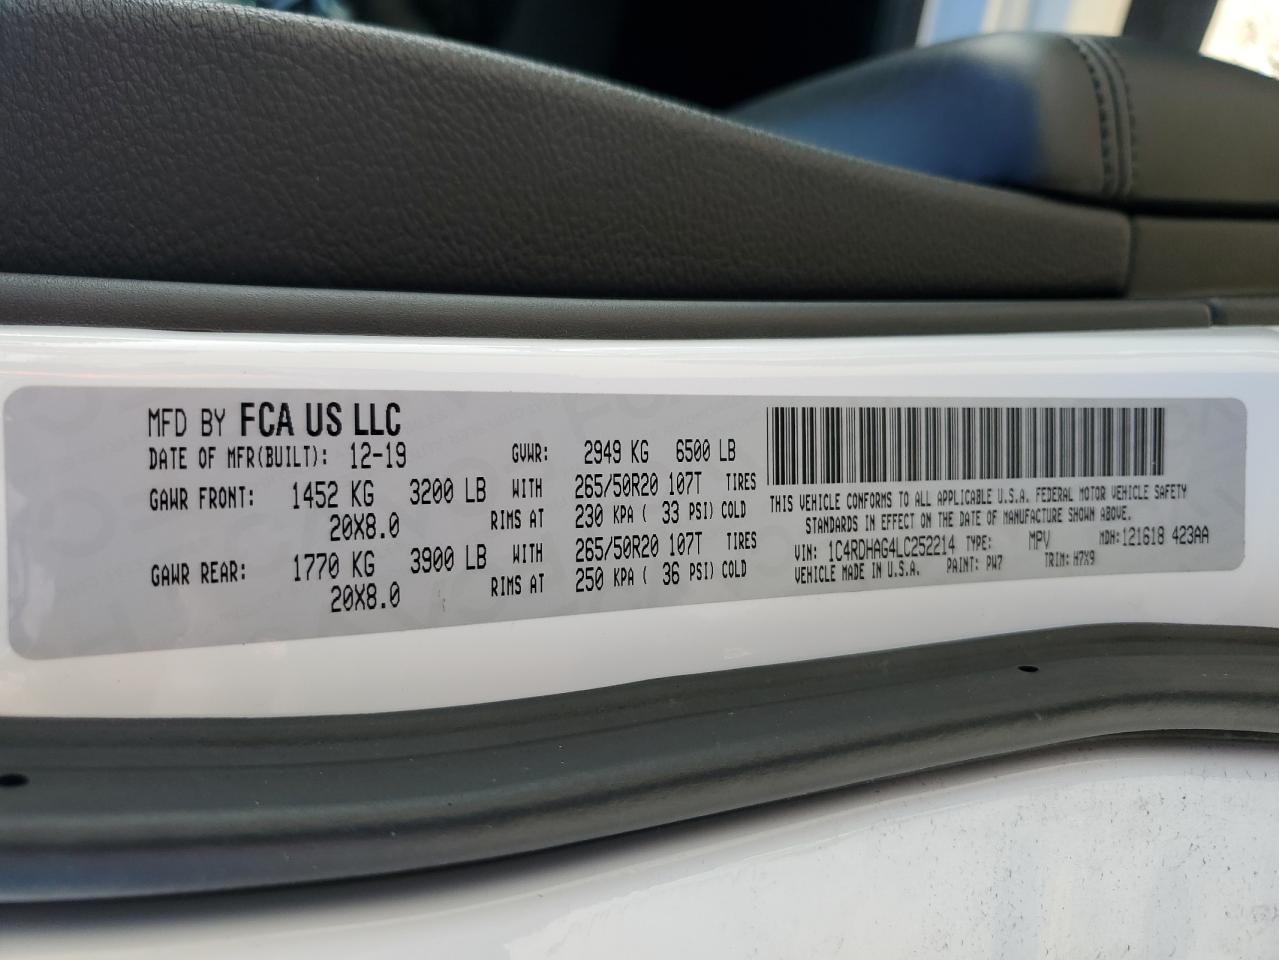 MFD BY FCA US LLC
DATE OF MFR(BUILT): 12-19 GVWR: 2949 KG 6500 LB
GAWR FRONT: 1452 KG 3200 LB WITH 265/50R20 107T TIRES
20X8.0 RIMS AT 230 KPA ( 33 PSI) COLD
GAWR REAR: 1770 KG 3900 LB WITH 265/50R20 107T TIRES
20X8.0 RIMS AT 250 KPA ( 36 PSI) COLD
THIS VEHICLE CONFORMS TO ALL APPLICABLE U.S.A. FEDERAL MOTOR VEHICLE SAFETY
STANDARDS IN EFFECT ON THE DATE OF MANUFACTURE SHOWN ABOVE.
VIN: 1C4RDHAG4LC252214 TYPE: MPV MDH:121618 423AA
VEHICLE MADE IN U.S.A. PAINT: PW7 TRIM: H7X9